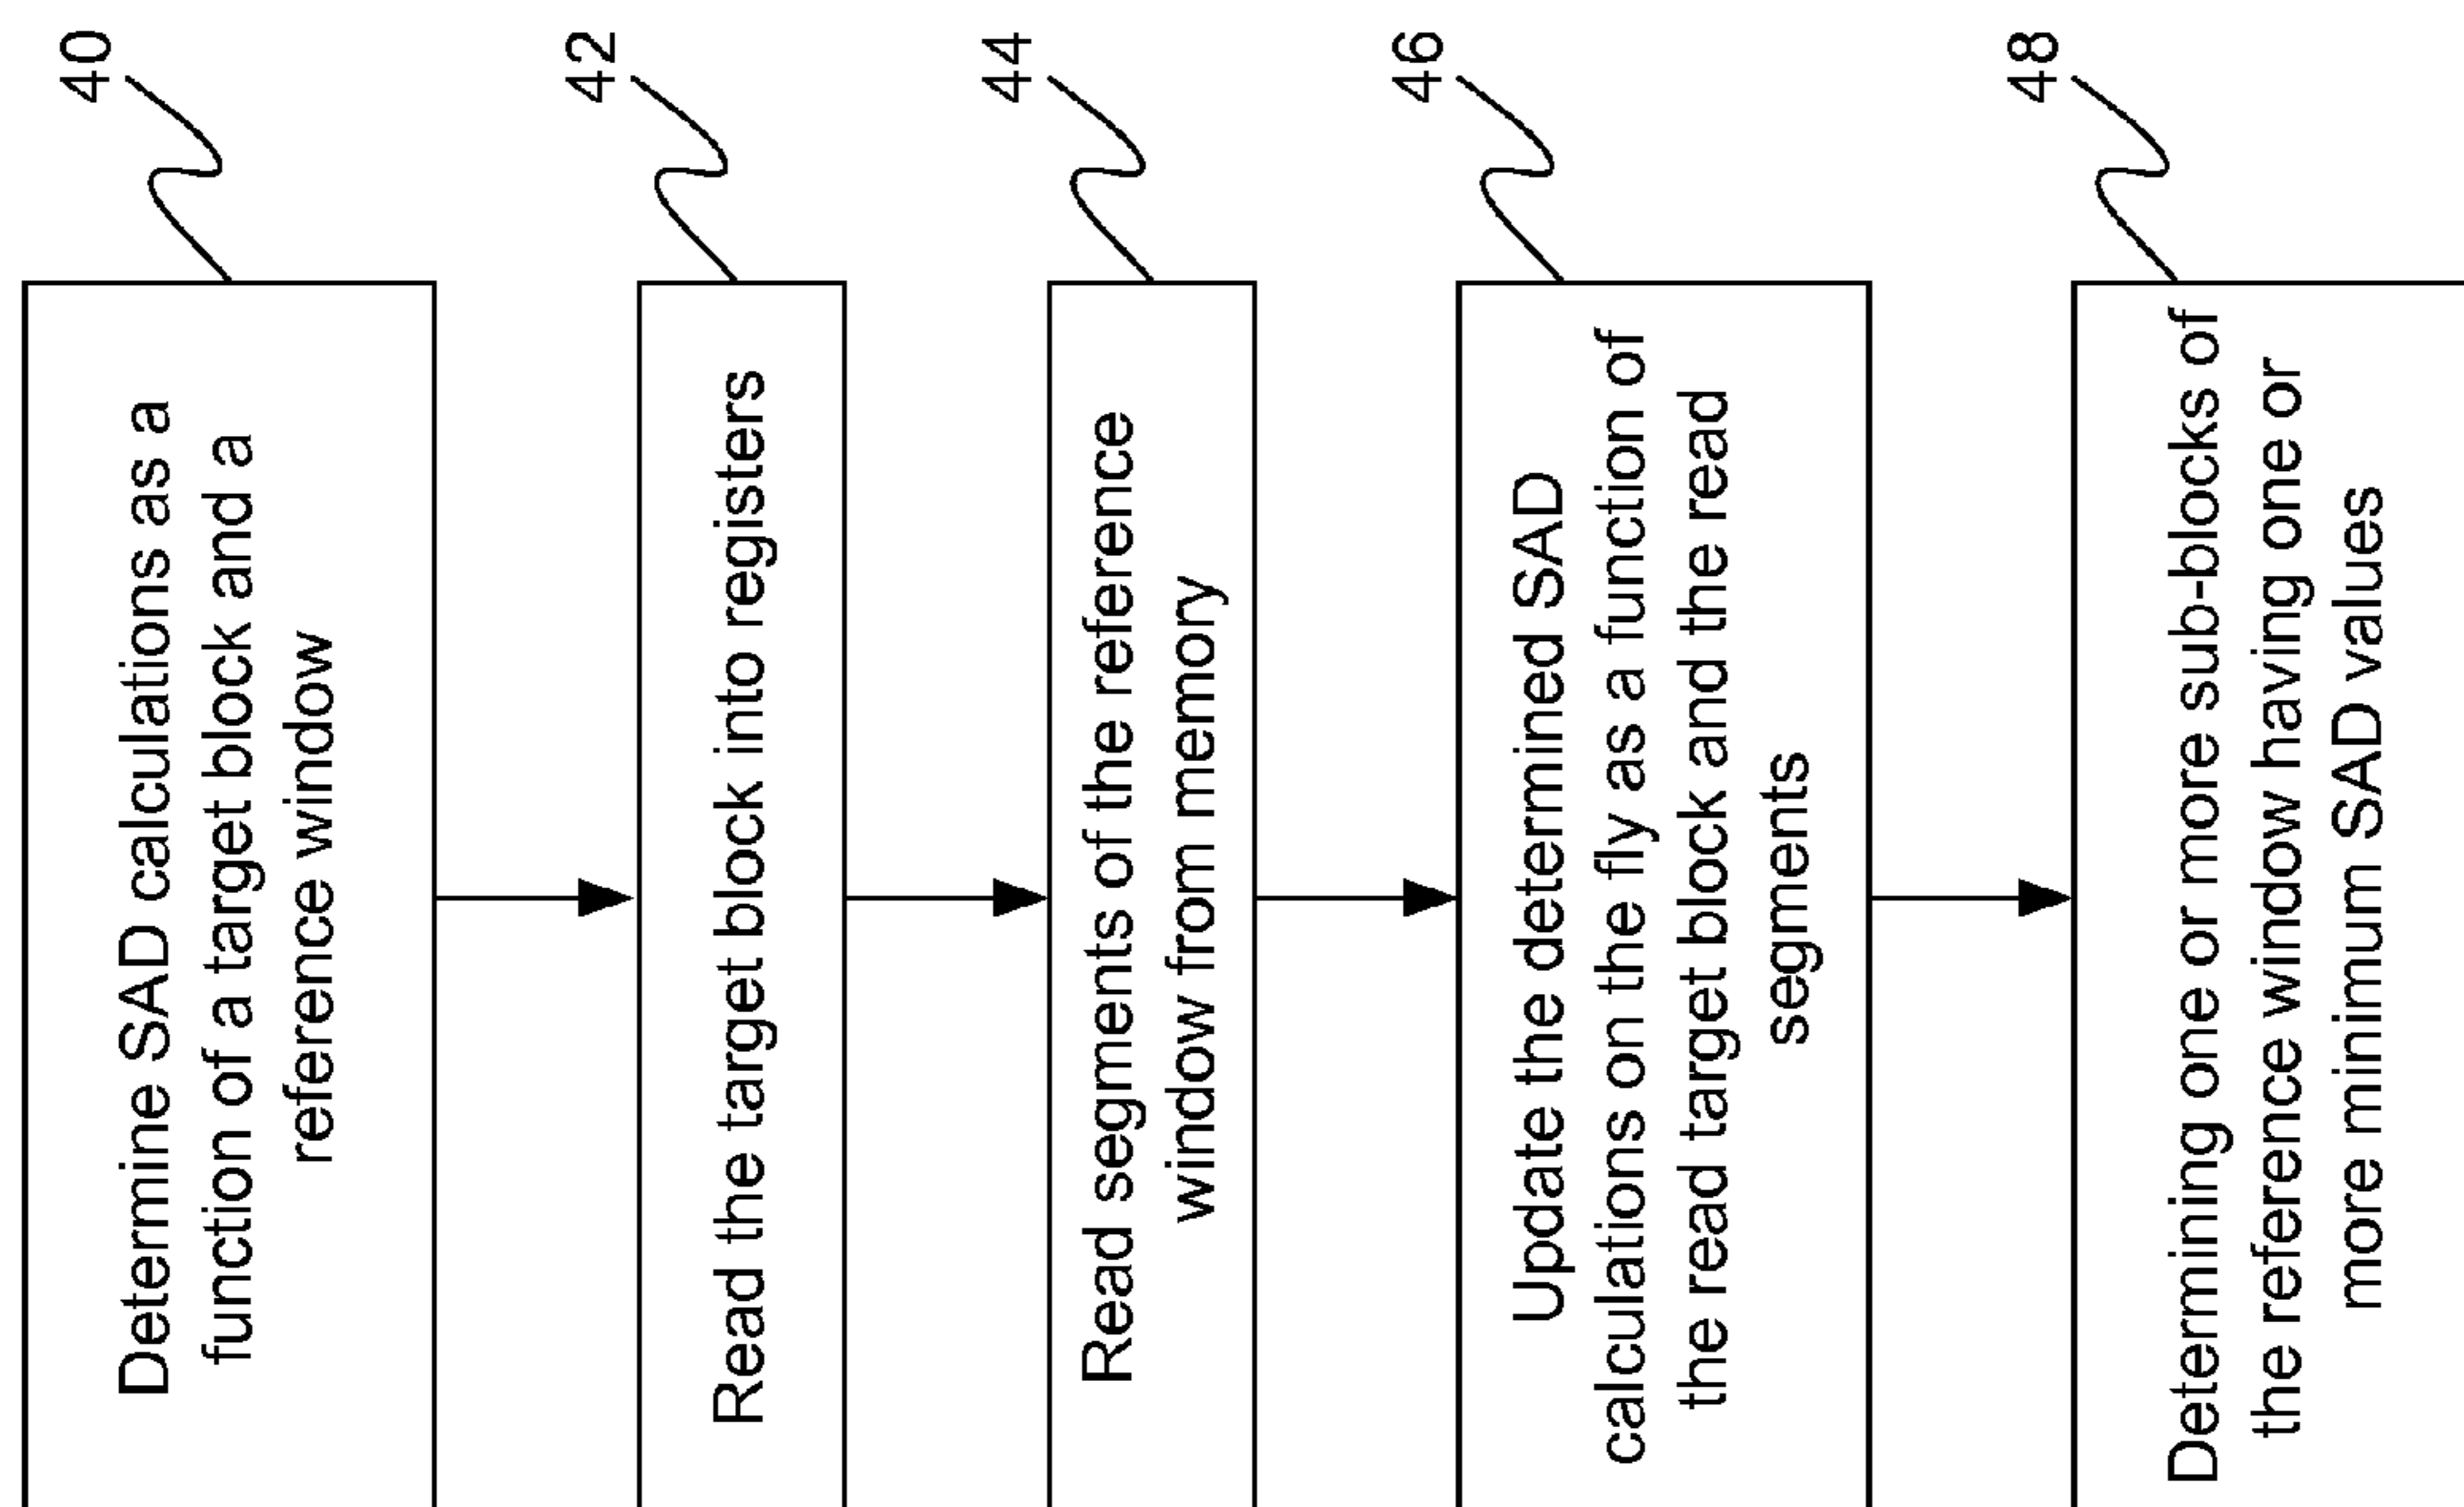 40
Determine SAD calculations as a
function of a target block and a
reference window
42
Read the target block into registers
44
Read segments of the reference
window from memory
46
Update the determined SAD
calculations on the fly as a function of
the read target block and the read
segments
48
Determining one or more sub-blocks of
the reference window having one or
more minimum SAD values